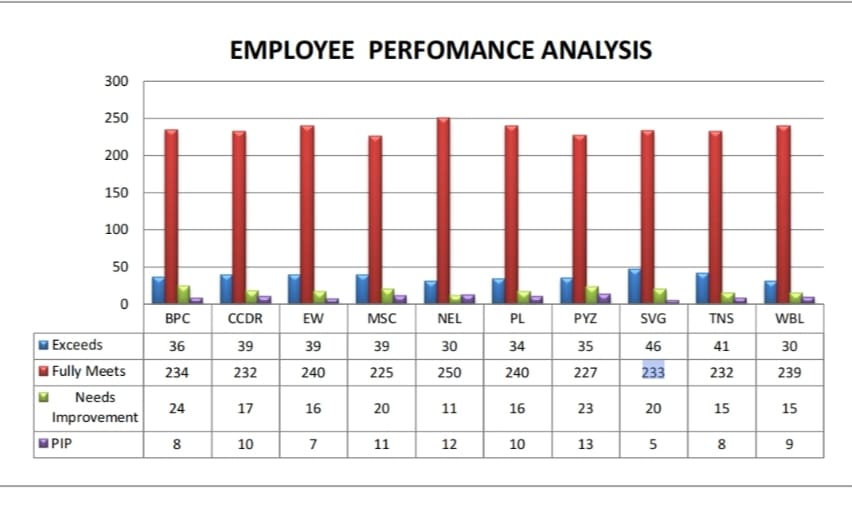 EMPLOYEE PERFOMANCE ANALYSIS
300
250
200
150
100
50
0
BPC CCDR EW MSC NEL PL PYZ SVG TNS WBL
Exceeds 36 39 39 39 30 34 35 46 41 30
Fully Meets 234 232 240 225 250 240 227 233 232 239
Needs
Improvement 24 17 16 20 11 16 23 20 15 15
PIP 8 10 7 11 12 10 13 5 8 9